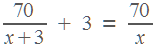 70/(x+3) + 3 = 70/x